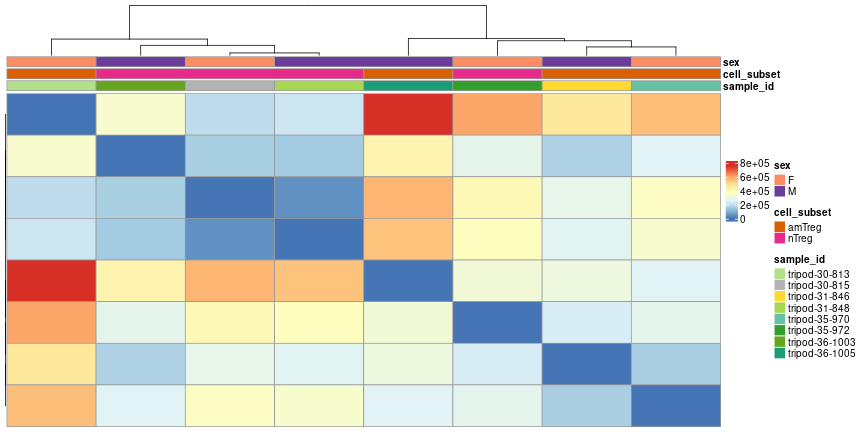 sex
cell_subset
sample_id
8e+05
6e+05
4e+05
2e+05
0
sex
F
M
cell_subset
amTreg
nTreg
sample_id
tripod-30-813
tripod-30-815
tripod-31-846
tripod-31-848
tripod-35-970
tripod-35-972
tripod-36-1003
tripod-36-1005